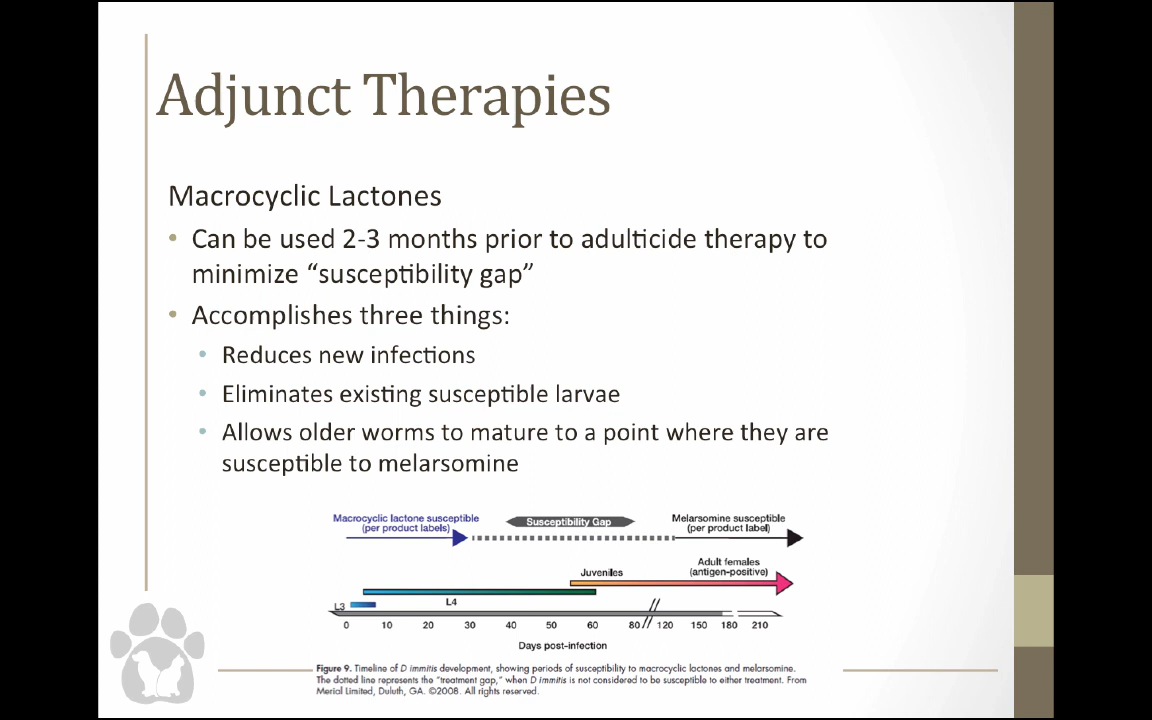 Adjunct Therapies
Macrocyclic Lactones
• Can be used 2-3 months prior to adulticide therapy to
minimize “susceptibility gap”
• Accomplishes three things:
• Reduces new infections
• Eliminates existing susceptible larvae
• Allows older worms to mature to a point where they are
susceptible to melarsomine
Macrocyclic lactone susceptible
(per product labels)
Susceptibility Gap
Melarsomine susceptible
(per product label)
Adult females
(antigen-positive)
Juveniles
L4
L3
0 10 20 30 40 50 60 80 120 150 180 210
Days post-infection
Figure 9. Timeline of D immitis development, showing periods of susceptibility to macrocyclic lactones and melarsomine.
The dotted line represents the “treatment gap,” when D immitis is not considered to be susceptible to either treatment. From
Merial Limited, Duluth, GA. ©2008. All rights reserved.